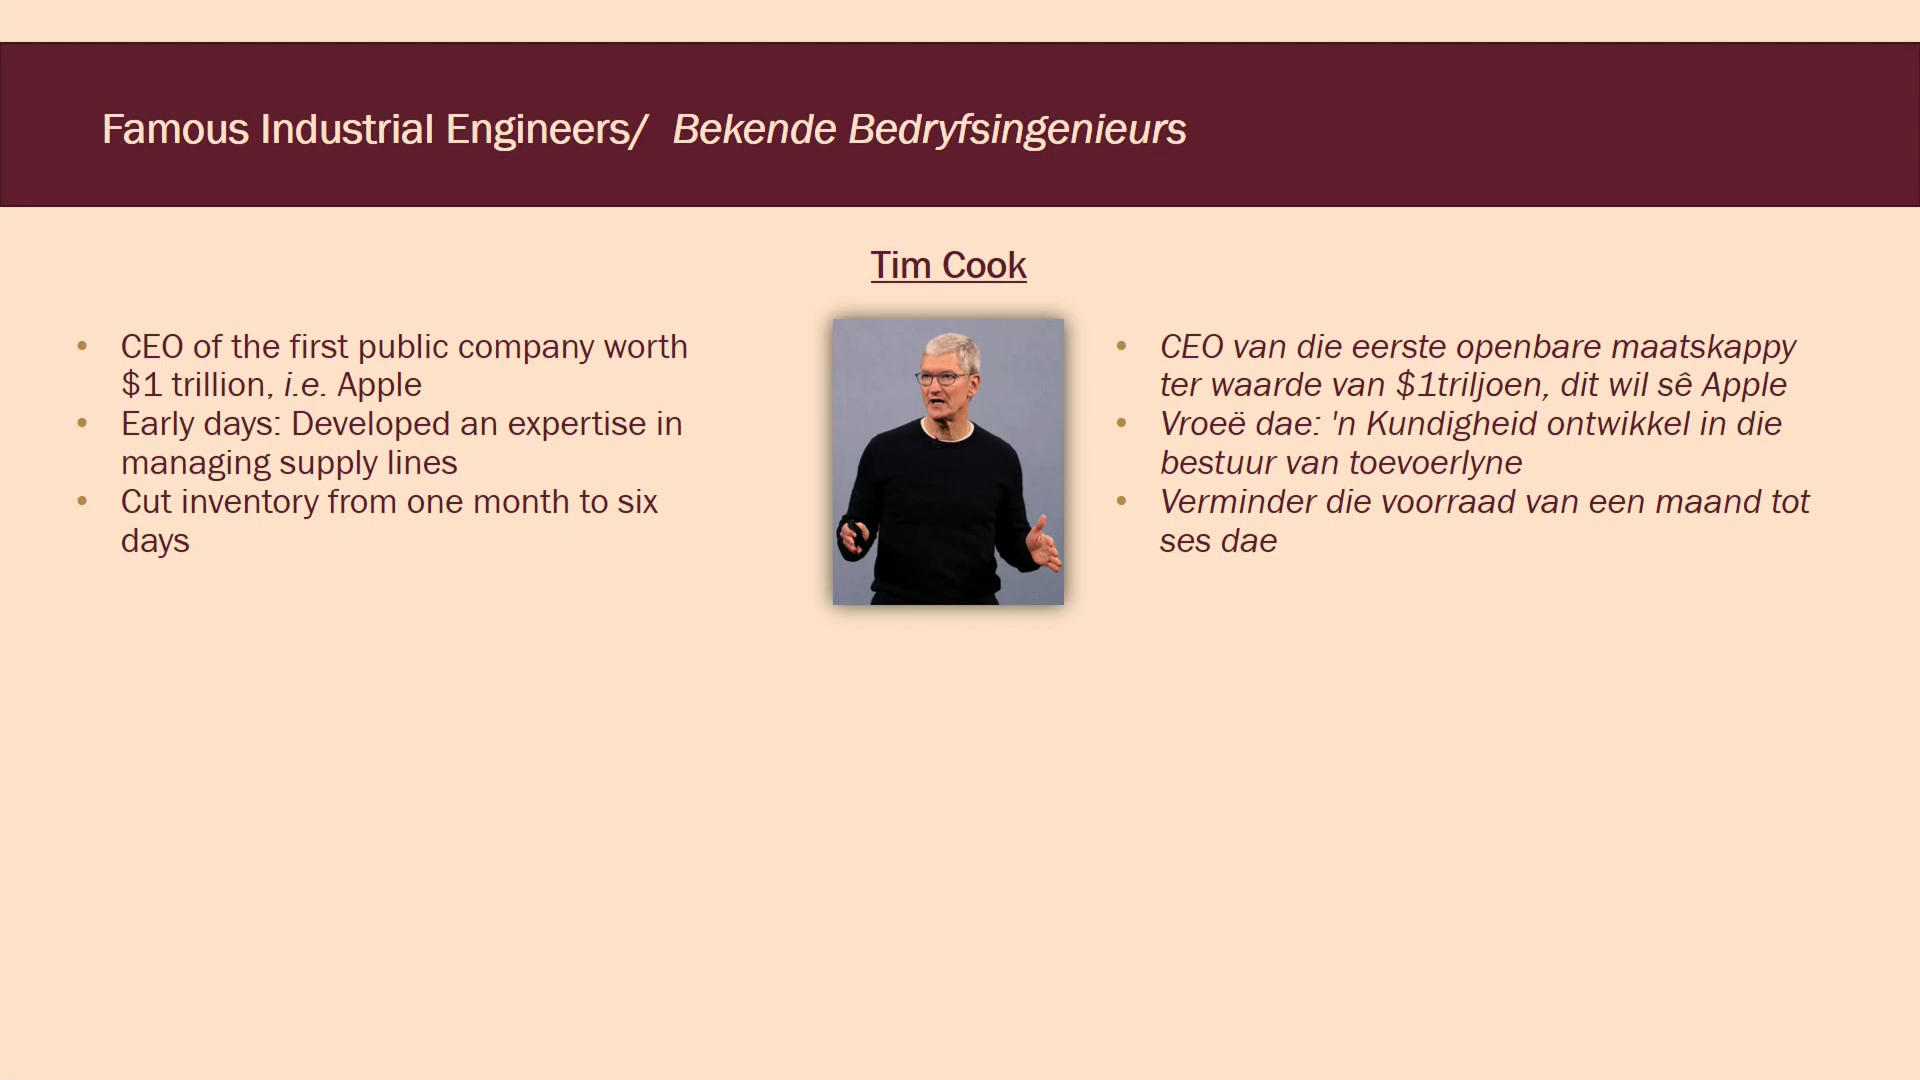 Famous Industrial Engineers/  Bekende Bedryfsingenieurs
Tim Cook
• CEO of the first public company worth
$1 trillion, i.e. Apple
• Early days: Developed an expertise in
managing supply lines
• Cut inventory from one month to six
days
• CEO van die eerste openbare maatskappy
ter waarde van $1triljoen, dit wil sê Apple
• Vroeë dae: 'n Kundigheid ontwikkel in die
bestuur van toevoerlyne
• Verminder die voorraad van een maand tot
ses dae